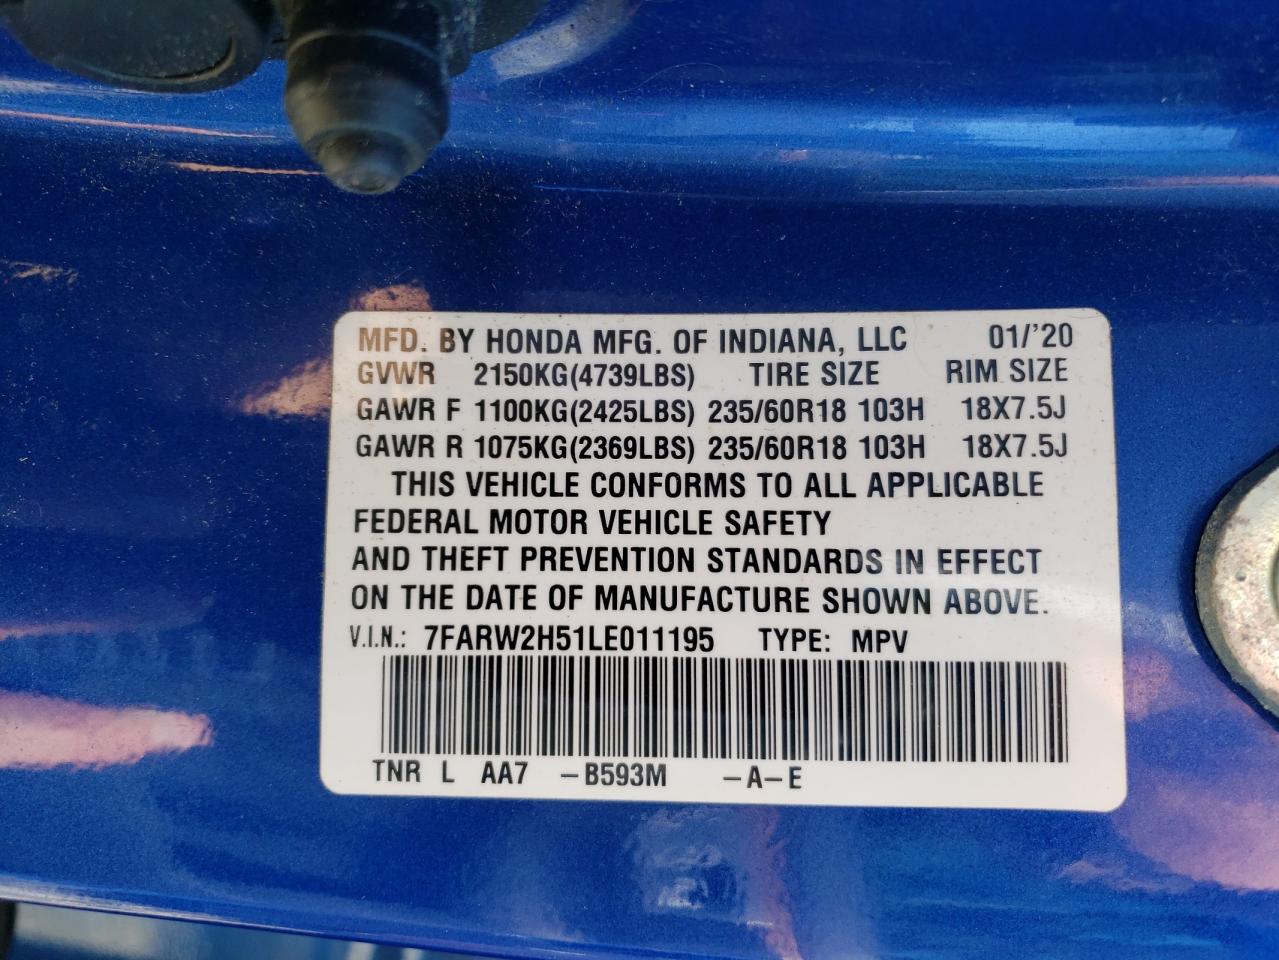 MFD. BY HONDA MFG. OF INDIANA, LLC 01/'20
GVWR 2150KG(4739LBS) TIRE SIZE RIM SIZE
GAWR F 1100KG(2425LBS) 235/60R18 103H 18X7.5J
GAWR R 1075KG(2369LBS) 235/60R18 103H 18X7.5J
THIS VEHICLE CONFORMS TO ALL APPLICABLE
FEDERAL MOTOR VEHICLE SAFETY
AND THEFT PREVENTION STANDARDS IN EFFECT
ON THE DATE OF MANUFACTURE SHOWN ABOVE.
V.I.N.: 7FARW2H51LE011195 TYPE: MPV
TNR L AA7 -B593M -A-E